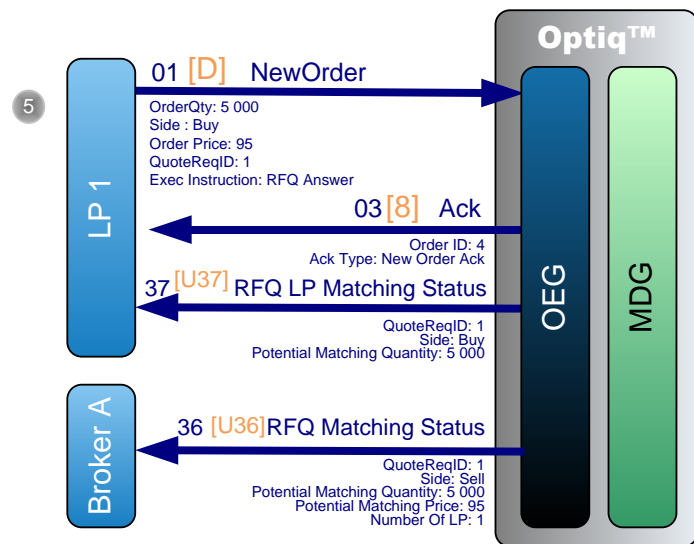 Optiq™
5
LP 1
01 [D] NewOrder
OrderQty: 5 000
Side : Buy
Order Price: 95
QuoteReqID: 1
Exec Instruction: RFQ Answer
03 [8] Ack
Order ID: 4
Ack Type: New Order Ack
37 [U37] RFQ LP Matching Status
QuoteReqID: 1
Side: Buy
Potential Matching Quantity: 5 000
OEG
MDG
Broker A
36 [U36] RFQ Matching Status
QuoteReqID: 1
Side: Sell
Potential Matching Quantity: 5 000
Potential Matching Price: 95
Number Of LP: 1